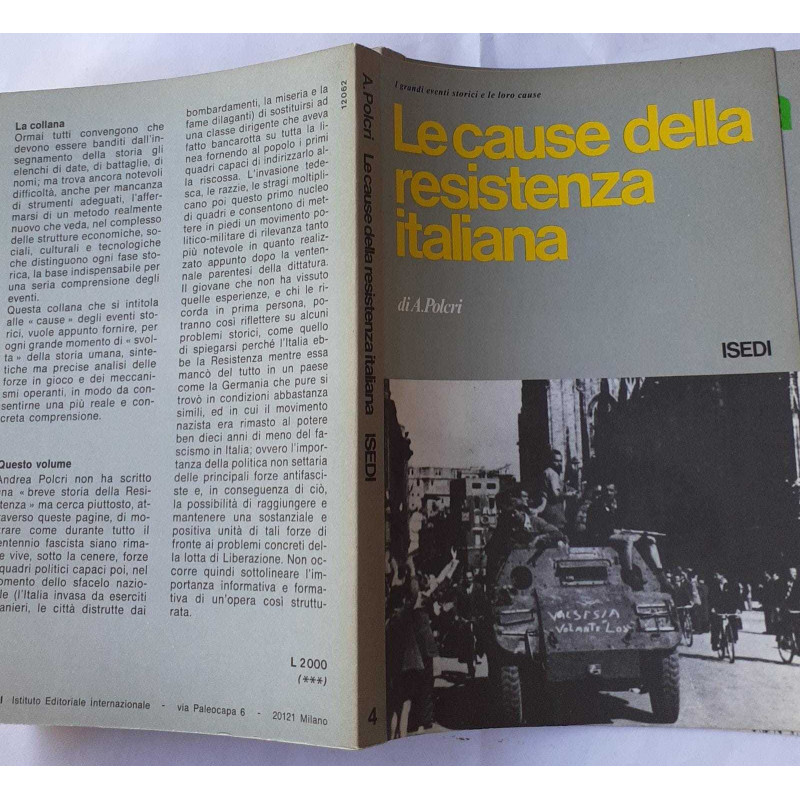 La collana
Ormai tutti convengono che
devono essere banditi dall'in-
segnamento della storia gli
elenchi di date, di battaglie, di
nomi; ma trova ancora notevoli
difficoltà, anche per mancanza
di strumenti adeguati, l'affer-
marsi di un metodo realmente
nuovo che veda, nel complesso
delle strutture economiche, so-
ciali, culturali e tecnologiche
che distinguono ogni fase sto-
rica, la base indispensabile per
una seria comprensione degli
eventi.
Questa collana che si intitola
alle « cause » degli eventi sto-
rici, vuole appunto fornire, per
ogni grande momento di « svol-
ta » della storia umana, sinte-
tiche ma precise analisi delle
forze in gioco e dei meccani-
smi operanti, in modo da con-
sentirne una più reale e con-
creta comprensione.
Questo volume
Andrea Polcri non ha scritto
una « breve storia della Resi-
stenza » ma cerca piuttosto, at-
traverso queste pagine, di mo-
strare come durante tutto il
ventennio fascista siano rima-
e vive, sotto la cenere, forze
quadri politici capaci poi, nel
momento dello sfacelo nazio-
le (l'Italia invasa da eserciti
anieri, le città distrutte dai
bombardamenti, la miseria e la
fame dilaganti) di sostituirsi ad
una classe dirigente che aveva
fatto bancarotta su tutta la li-
nea fornendo al popolo i primi
quadri capaci di indirizzarlo al-
la riscossa. L'invasione tede-
sca, le razzie, le stragi moltipli-
cano poi questo primo nucleo
di quadri e consentono di met-
tere in piedi un movimento po-
litico-militare di rilevanza tanto
più notevole in quanto realiz-
zato appunto dopo la venten-
nale parentesi della dittatura.
Il giovane che non ha vissuto
quelle esperienze, e chi le ri-
corda in prima persona, po-
tranno così riflettere su alcuni
problemi storici, come quello
di spiegarsi perché l'Italia eb-
be la Resistenza mentre essa
mancò del tutto in un paese
come la Germania che pure si
trovò in condizioni abbastanza
simili, ed in cui il movimento
nazista era rimasto al potere
ben dieci anni di meno del fa-
scismo in Italia; ovvero l'impor-
tanza della politica non settaria
delle principali forze antifasci-
ste e, in conseguenza di ciò,
la possibilità di raggiungere e
mantenere una sostanziale e
positiva unità di tali forze di
fronte ai problemi concreti del-
la lotta di Liberazione. Non oc-
corre quindi sottolineare l'im-
portanza informativa e forma-
tiva di un'opera così struttu-
rata.
L 2000
(***)
I Istituto Editoriale Internazionale - via Paleocapa 6 - 20121 Milano
12062
A. Polcri Le cause della resistenza italiana ISEDI
4
I grandi eventi storici e le loro cause
Le cause della
resistenza
italiana
di A. Polcri
ISEDI
VALSESIA